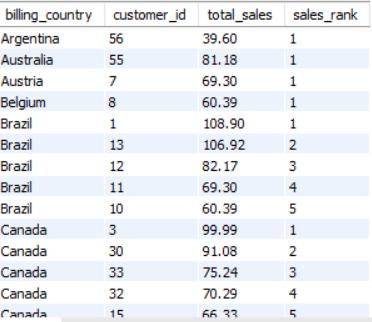 billing_country customer_id total_sales sales_rank
Argentina 56 39.60 1
Australia 55 81.18 1
Austria 7 69.30 1
Belgium 8 60.39 1
Brazil 1 108.90 1
Brazil 13 106.92 2
Brazil 12 82.17 3
Brazil 11 69.30 4
Brazil 10 60.39 5
Canada 3 99.99 1
Canada 30 91.08 2
Canada 33 75.24 3
Canada 32 70.29 4
Canada 15 66.33 5